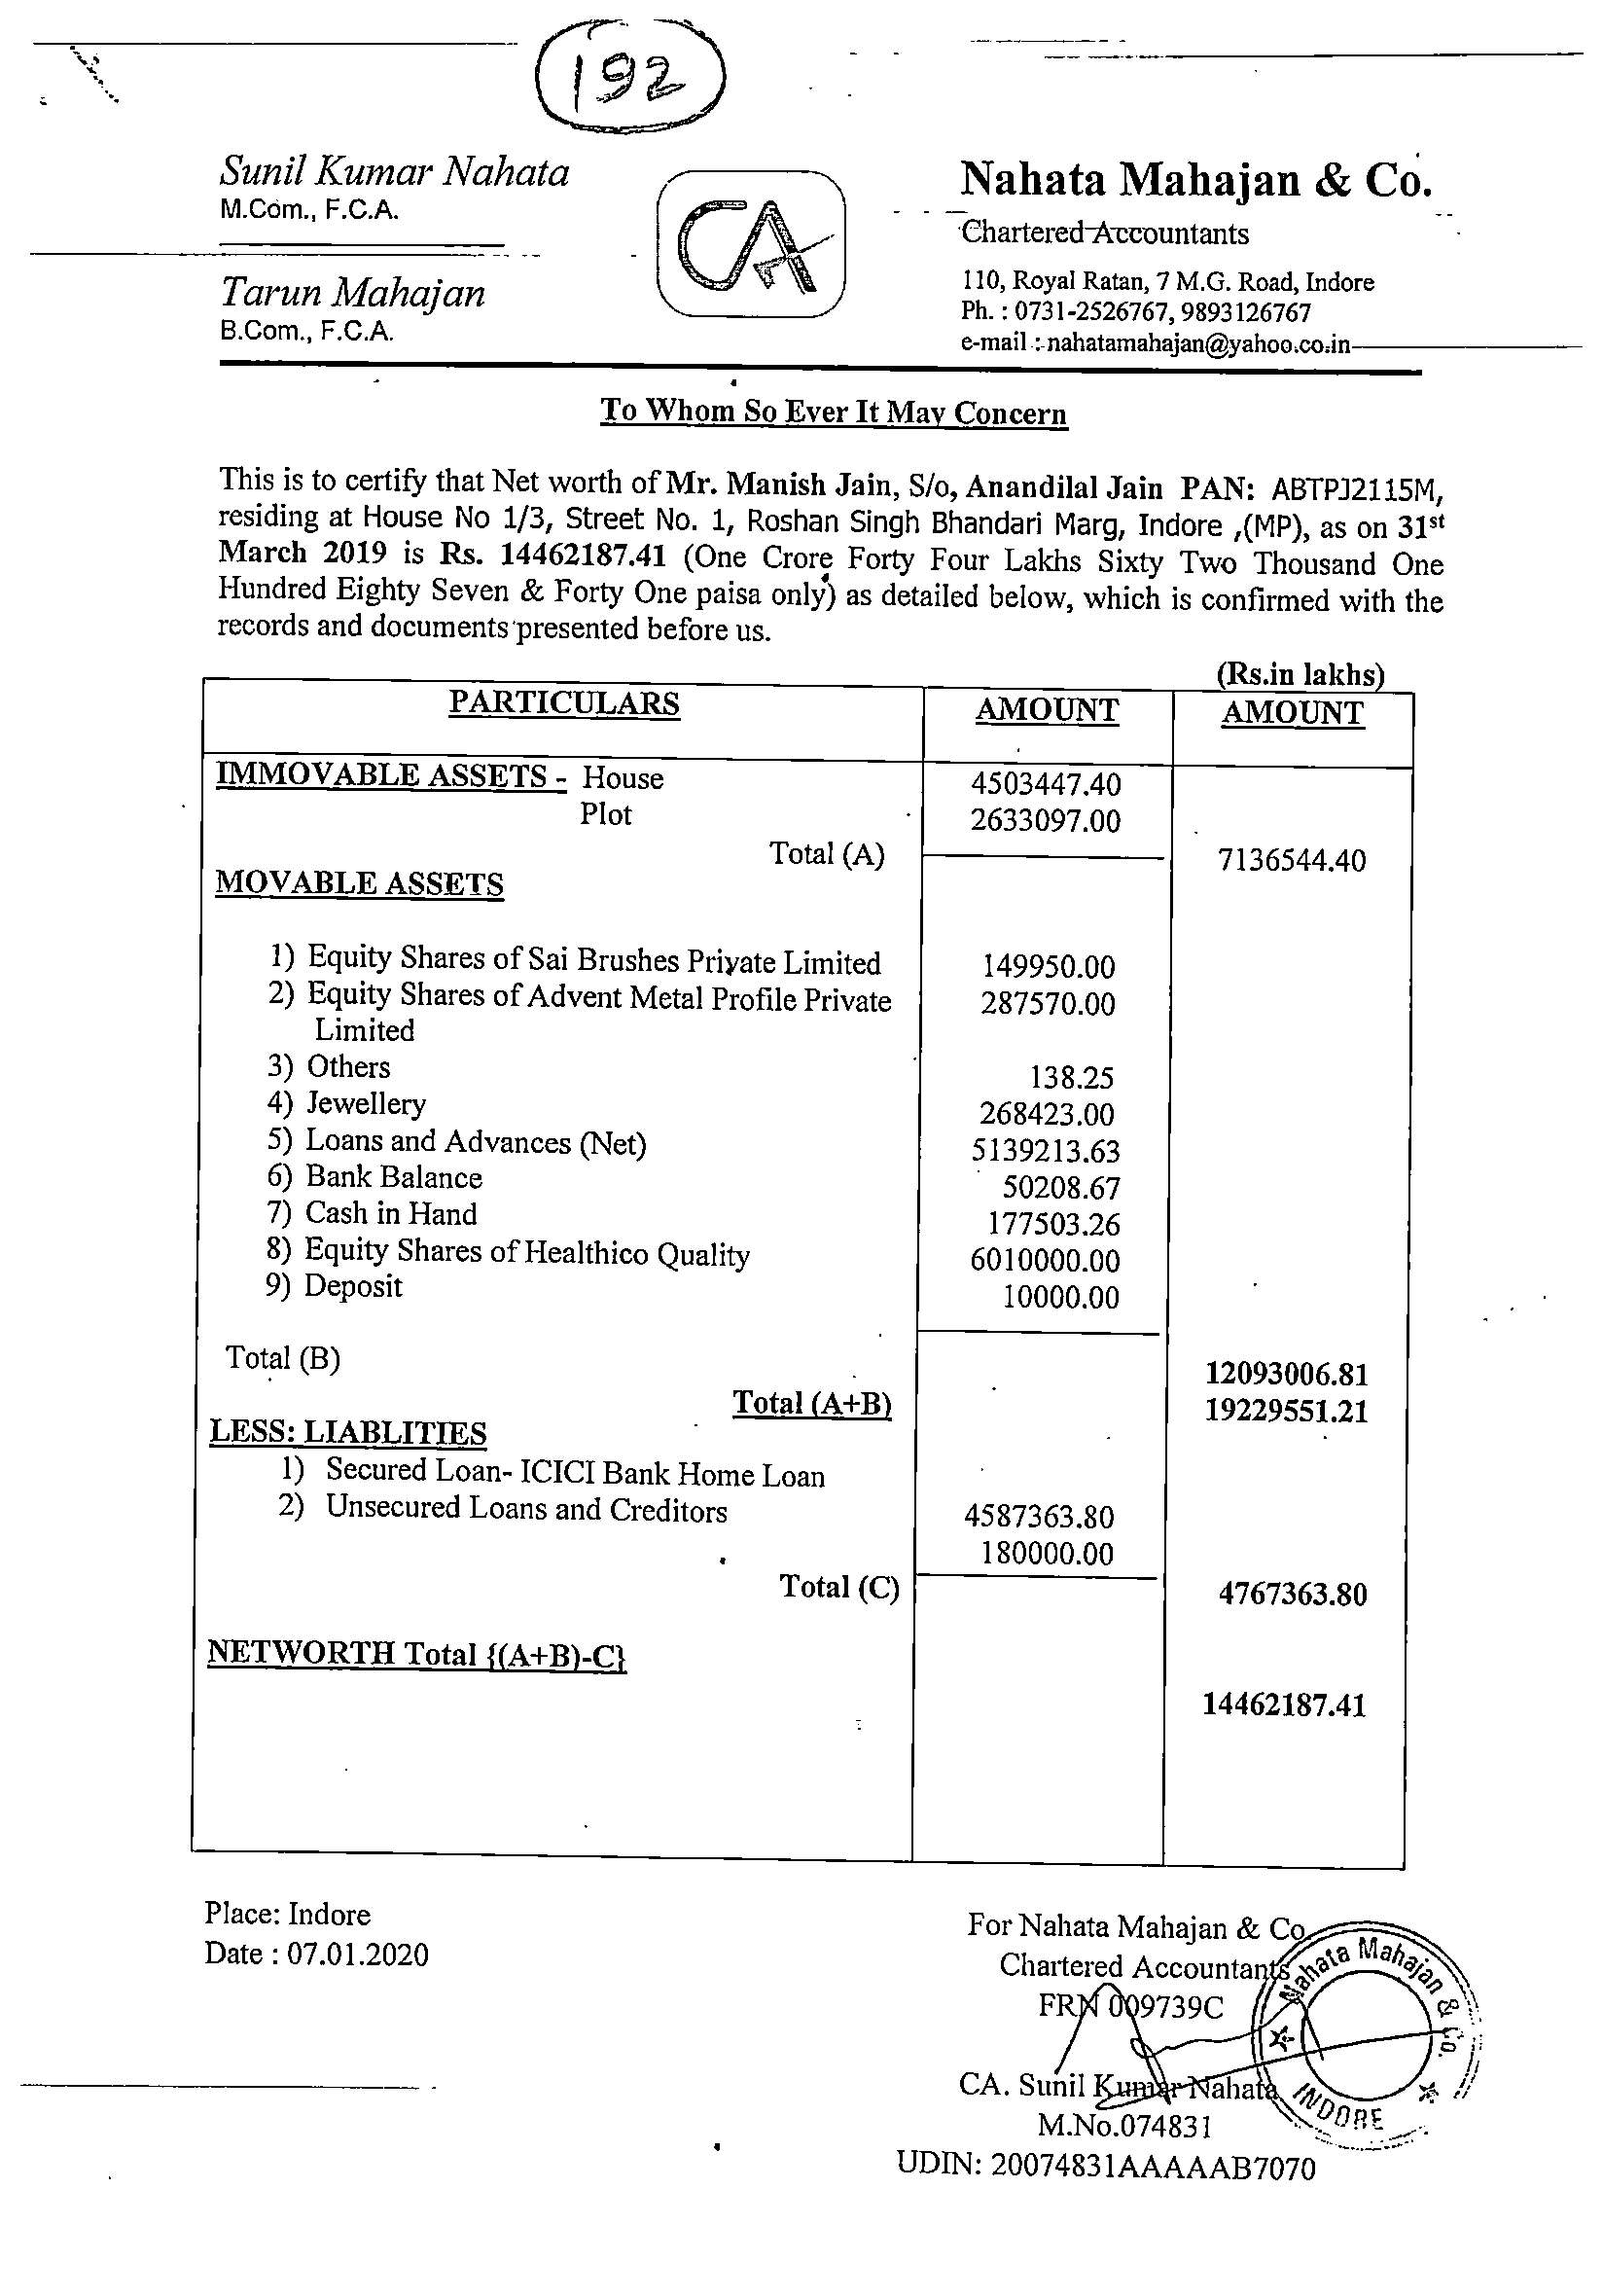 192
Sunil Kumar Nahata
M.Com., F.C.A.
Tarun Mahajan
B.Com., F.C.A.
CA
Nahata Mahajan & Co.
Chartered Accountants
110, Royal Ratan, 7 M.G. Road, Indore
Ph. : 0731-2526767, 9893126767
e-mail : nahatamahajan@yahoo.co.in
To Whom So Ever It May Concern
This is to certify that Net worth of Mr. Manish Jain, S/o, Anandilal Jain PAN: ABTPJ2115M,
residing at House No 1/3, Street No. 1, Roshan Singh Bhandari Marg, Indore ,(MP), as on 31st
March 2019 is Rs. 14462187.41 (One Crore Forty Four Lakhs Sixty Two Thousand One
Hundred Eighty Seven & Forty One paisa only) as detailed below, which is confirmed with the
records and documents presented before us.
(Rs.in lakhs)
PARTICULARS AMOUNT AMOUNT
IMMOVABLE ASSETS - House 4503447.40
Plot 2633097.00
Total (A) 7136544.40
MOVABLE ASSETS
1) Equity Shares of Sai Brushes Private Limited 149950.00
2) Equity Shares of Advent Metal Profile Private 287570.00
Limited
3) Others 138.25
4) Jewellery 268423.00
5) Loans and Advances (Net) 5139213.63
6) Bank Balance 50208.67
7) Cash in Hand 177503.26
8) Equity Shares of Healthico Quality 6010000.00
9) Deposit 10000.00
Total (B) 12093006.81
Total (A+B) 19229551.21
LESS: LIABLITIES
1) Secured Loan- ICICI Bank Home Loan
2) Unsecured Loans and Creditors 4587363.80
180000.00
Total (C) 4767363.80
NETWORTH Total {(A+B)-C}
14462187.41
Place: Indore
Date : 07.01.2020
For Nahata Mahajan & Co
Chartered Accountants
FRN 009739C
CA. Sunil Kumar Nahata
M.No.074831
UDIN: 20074831AAAAAB7070
Nahata Mahajan & Co.
INDORE